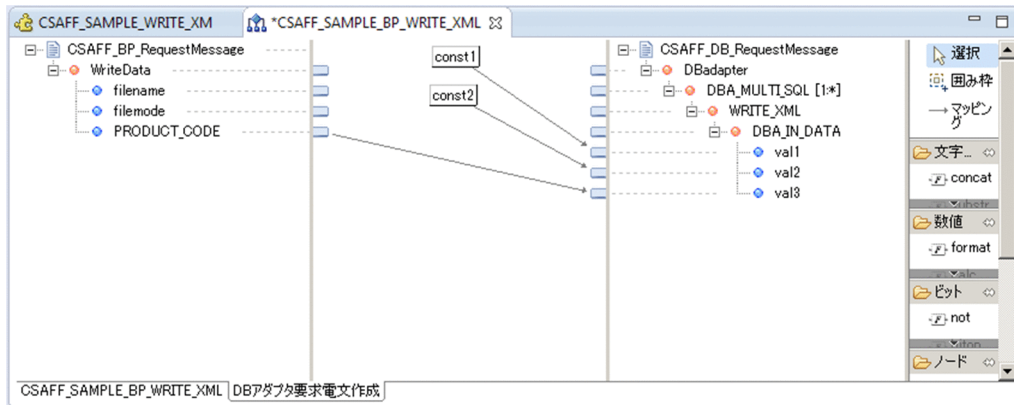 CSAFF_SAMPLE_WRITE_XM
*CSAFF_SAMPLE_BP_WRITE_XML
CSAFF_BP_RequestMessage
WriteData
filename
filemode
PRODUCT_CODE
const1
const2
CSAFF_DB_RequestMessage
DBadapter
DBA_MULTI_SQL [1:*]
WRITE_XML
DBA_IN_DATA
val1
val2
val3
選択
囲み枠
マッピン
グ
文字...
concat
数値
format
ビット
not
ノード
CSAFF_SAMPLE_BP_WRITE_XML
DBアダプタ要求電文作成